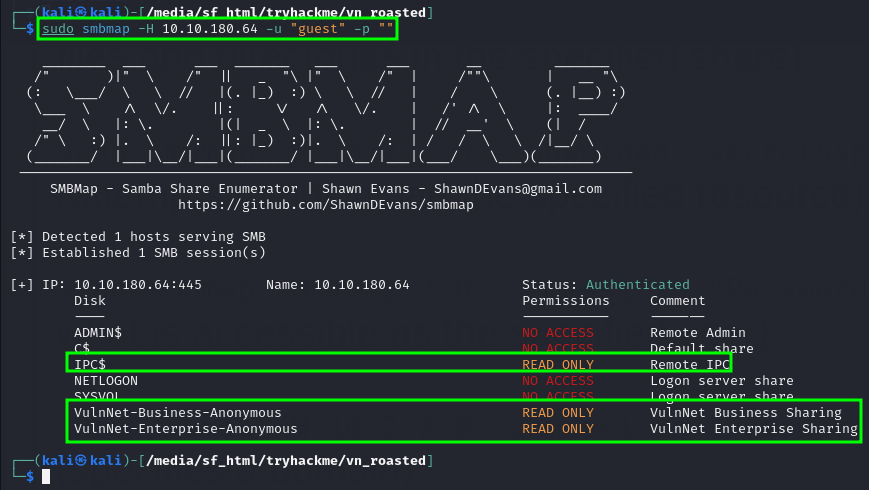 (kali㉿kali)-[/media/sf_html/tryhackme/vn_roasted]
$ sudo smbmap -H 10.10.180.64 -u "guest" -p ""
SMBMAP
SMBMap - Samba Share Enumerator | Shawn Evans - ShawnDEvans@gmail.com
https://github.com/ShawnDEvans/smbmap
[*] Detected 1 hosts serving SMB
[*] Established 1 SMB session(s)
[+] IP: 10.10.180.64:445 Name: 10.10.180.64 Status: Authenticated
Disk Permissions Comment
ADMIN$ NO ACCESS Remote Admin
C$ NO ACCESS Default share
IPC$ READ ONLY Remote IPC
NETLOGON NO ACCESS Logon server share
SYSVOL NO ACCESS Logon server share
VulnNet-Business-Anonymous READ ONLY VulnNet Business Sharing
VulnNet-Enterprise-Anonymous READ ONLY VulnNet Enterprise Sharing
(kali㉿kali)-[/media/sf_html/tryhackme/vn_roasted]
$